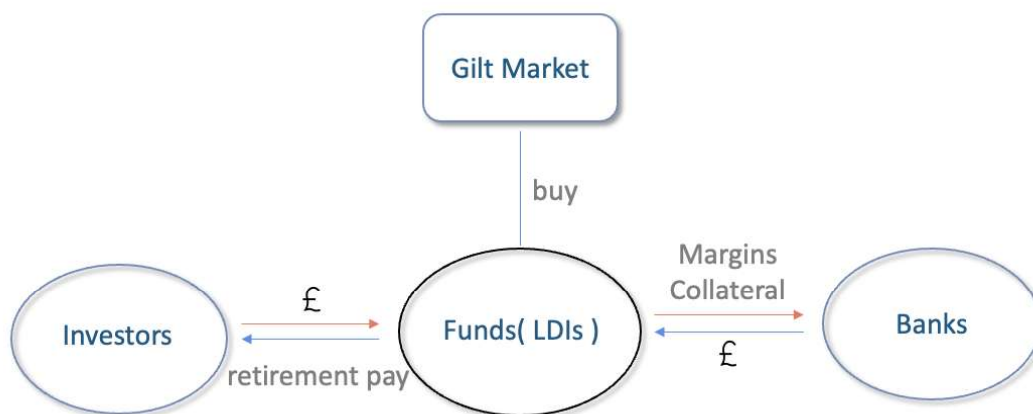 Gilt Market
buy
Margins
Collateral
£
Investors
Funds( LDIs )
Banks
£
retirement pay